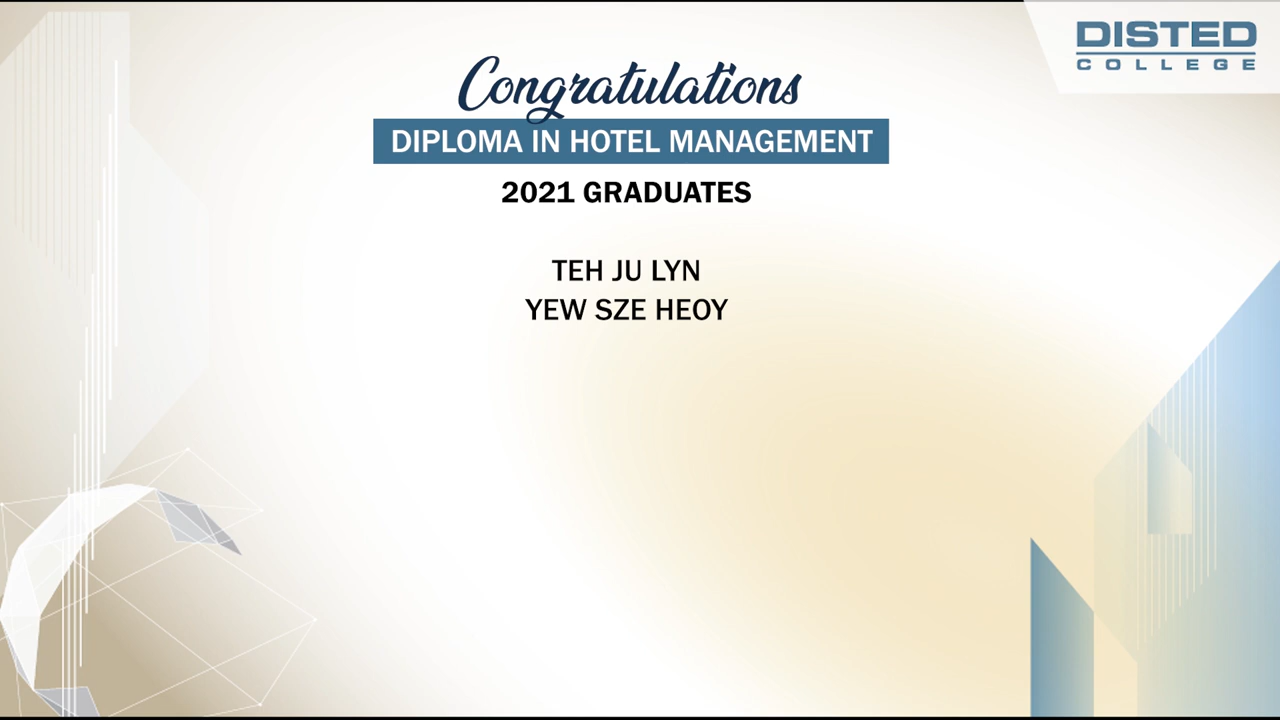 DISTED
COLLEGE
Congratulations
DIPLOMA IN HOTEL MANAGEMENT
2021 GRADUATES
TEH JU LYN
YEW SZE HEOY